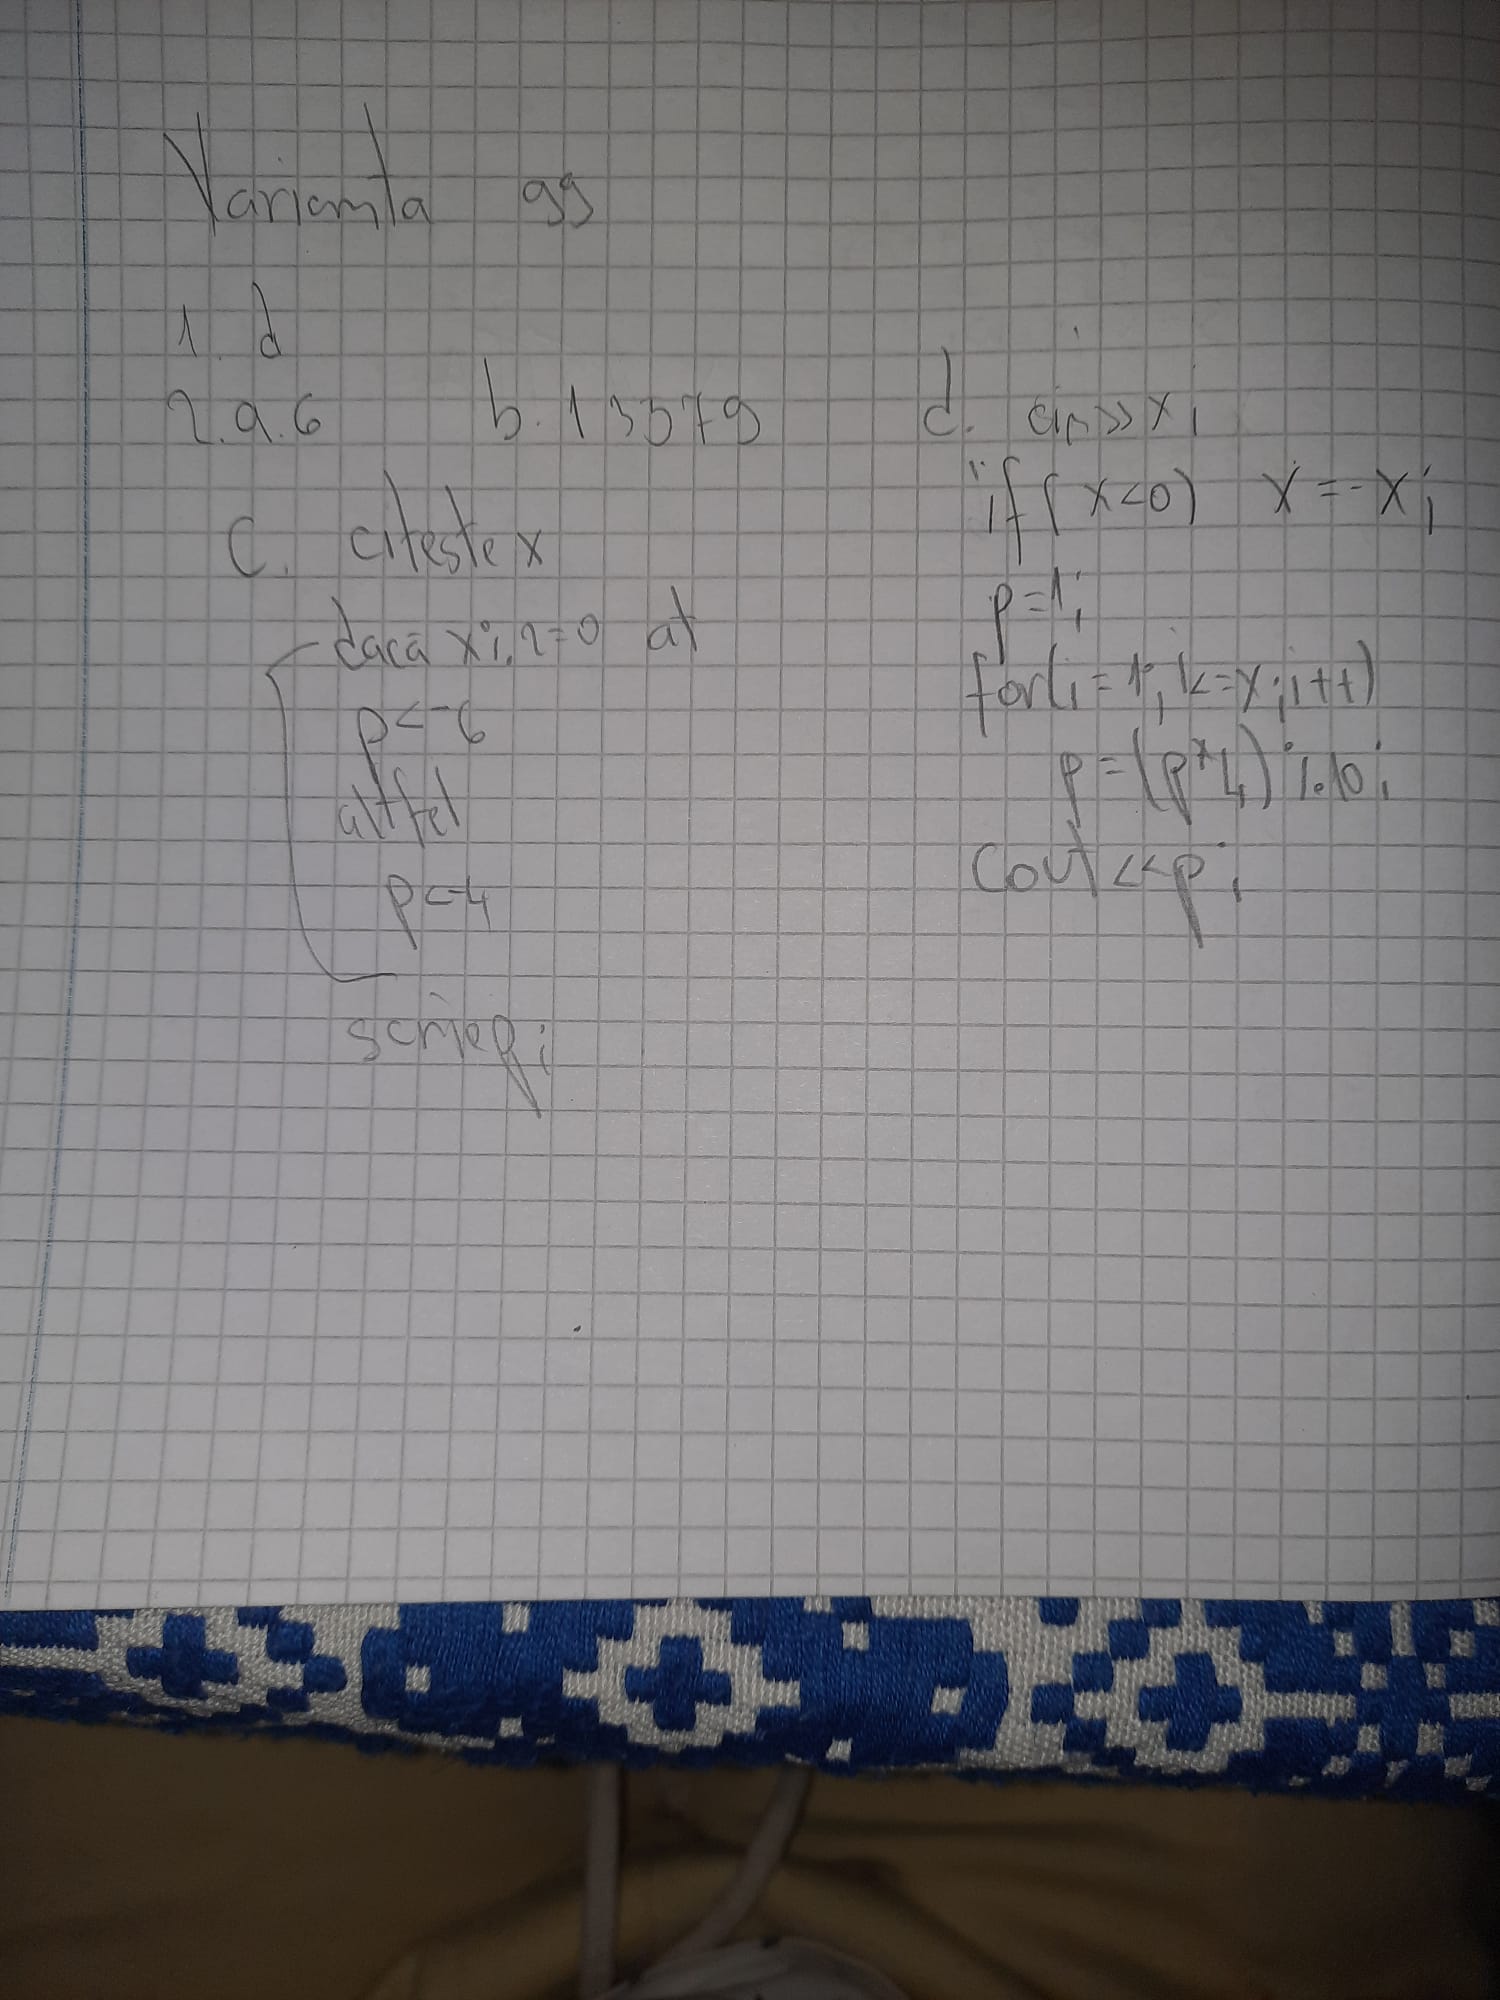 Varianta 99
1. d
2. a. 6 b. 13579
c. citeste x
dacă x%2=0 at
p<-6
altfel
p<-4
scrie p;
d. cin>>x;
if(x<0) x=-x;
p=1;
for(i=1;i<=x;i++)
p=(p*4)%10;
cout<<p;